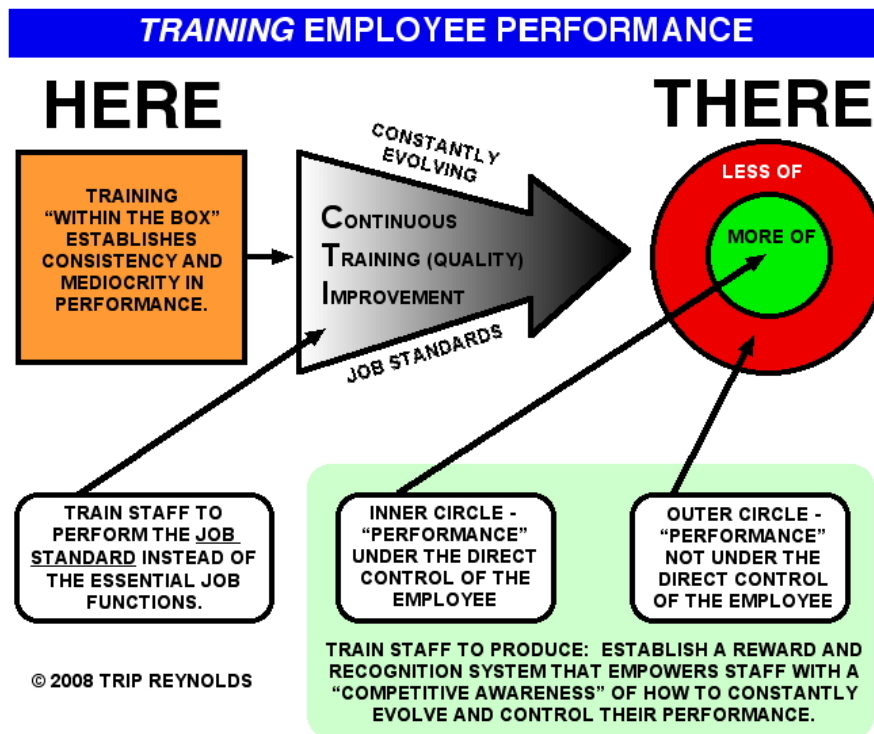 TRAINING EMPLOYEE PERFORMANCE
HERE
THERE
TRAINING
“WITHIN THE BOX”
ESTABLISHES
CONSISTENCY AND
MEDIOCRITY IN
PERFORMANCE.
CONSTANTLY
EVOLVING
CONTINUOUS
TRAINING (QUALITY)
IMPROVEMENT
JOB STANDARDS
LESS OF
MORE OF
TRAIN STAFF TO
PERFORM THE JOB
STANDARD INSTEAD OF
THE ESSENTIAL JOB
FUNCTIONS.
INNER CIRCLE -
“PERFORMANCE”
UNDER THE DIRECT
CONTROL OF THE
EMPLOYEE
OUTER CIRCLE -
“PERFORMANCE”
NOT UNDER THE
DIRECT CONTROL
OF THE EMPLOYEE
TRAIN STAFF TO PRODUCE: ESTABLISH A REWARD AND
RECOGNITION SYSTEM THAT EMPOWERS STAFF WITH A
“COMPETITIVE AWARENESS” OF HOW TO CONSTANTLY
EVOLVE AND CONTROL THEIR PERFORMANCE.
© 2008 TRIP REYNOLDS